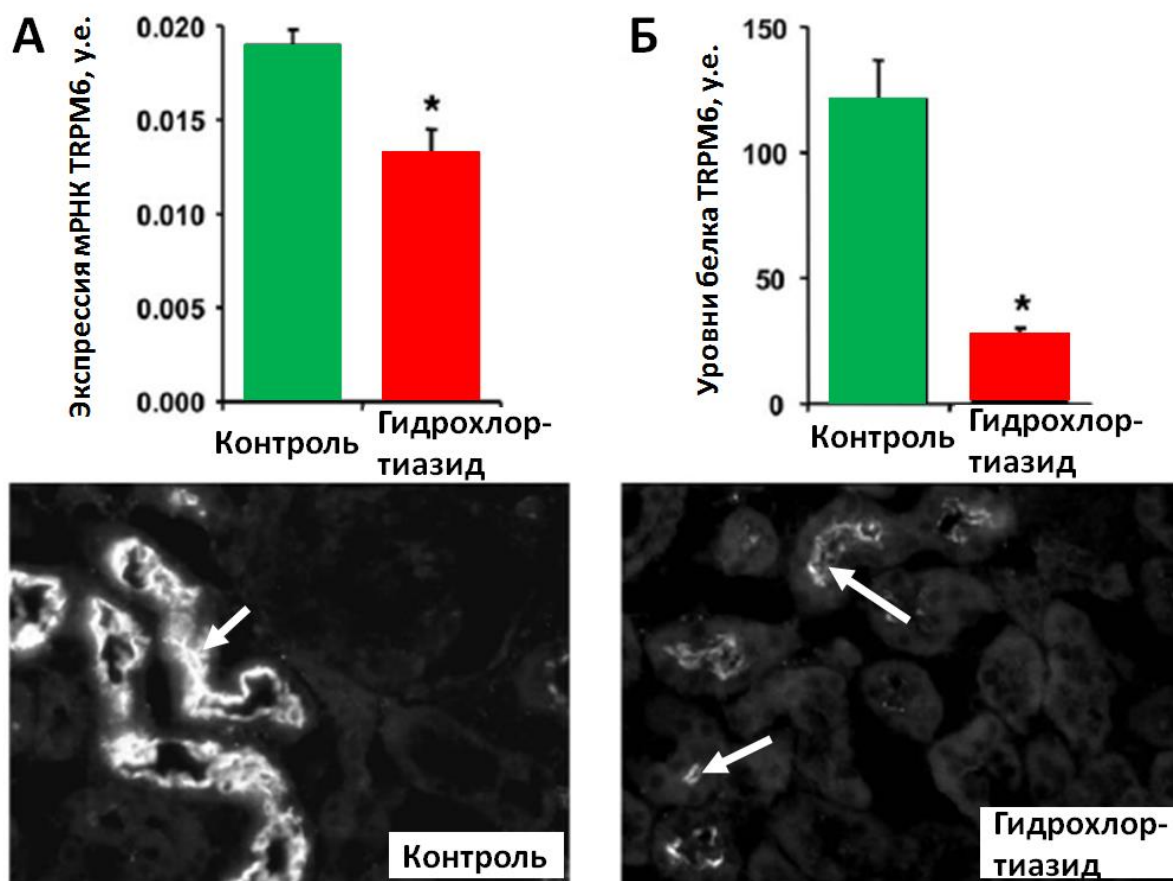 А
Экспрессия мРНК TRPM6, у.е.
0.020
0.015
0.010
0.005
0.000
*
Контроль
Гидрохлор-
тиазид
Б
Уровни белка TRPM6, у.е.
150
100
50
0
*
Контроль
Гидрохлор-
тиазид
Контроль
Гидрохлор-
тиазид